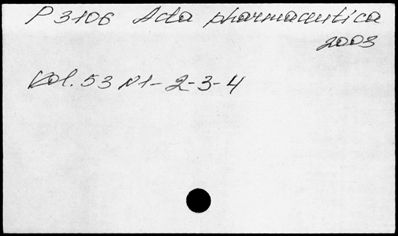 P 3106 Acta pharmaceutica
2003
Vol. 53 N1-2-3-4